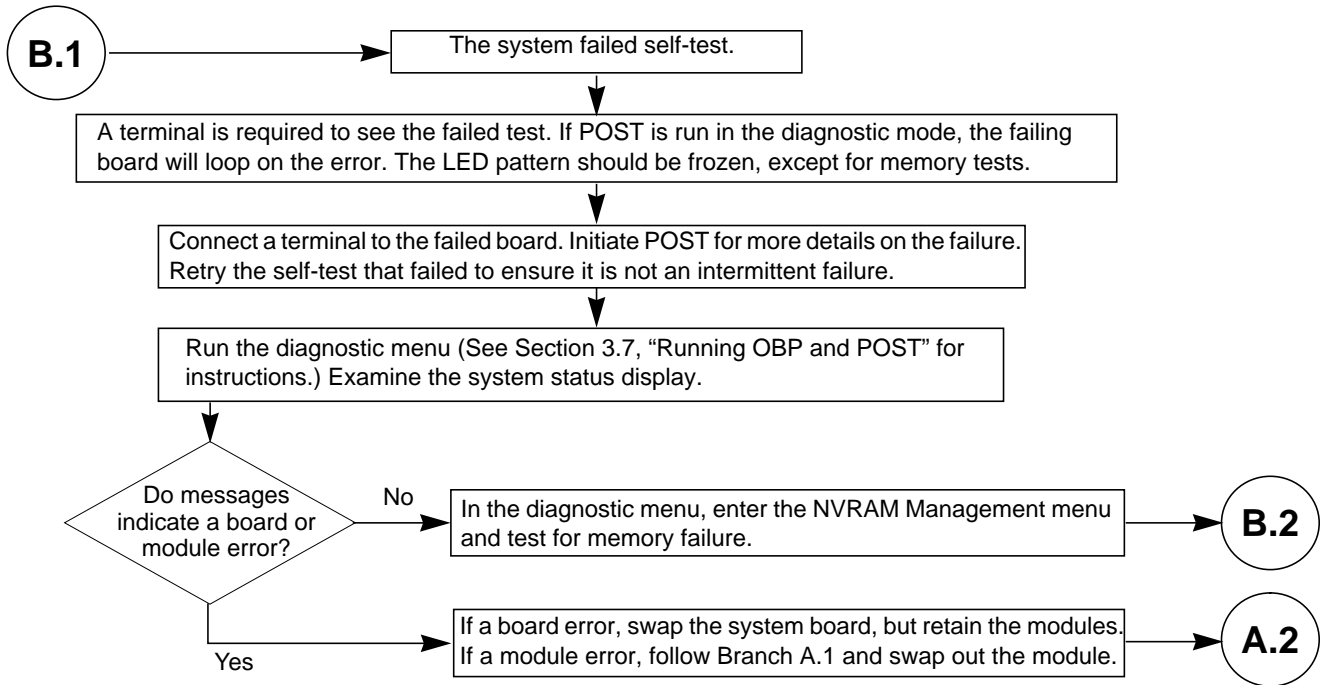 B.1
The system failed self-test.
A terminal is required to see the failed test. If POST is run in the diagnostic mode, the failing
board will loop on the error. The LED pattern should be frozen, except for memory tests.
Connect a terminal to the failed board. Initiate POST for more details on the failure.
Retry the self-test that failed to ensure it is not an intermittent failure.
Run the diagnostic menu (See Section 3.7, “Running OBP and POST” for
instructions.) Examine the system status display.
Do messages
indicate a board or
module error?
No
In the diagnostic menu, enter the NVRAM Management menu
and test for memory failure.
B.2
Yes
If a board error, swap the system board, but retain the modules.
If a module error, follow Branch A.1 and swap out the module.
A.2